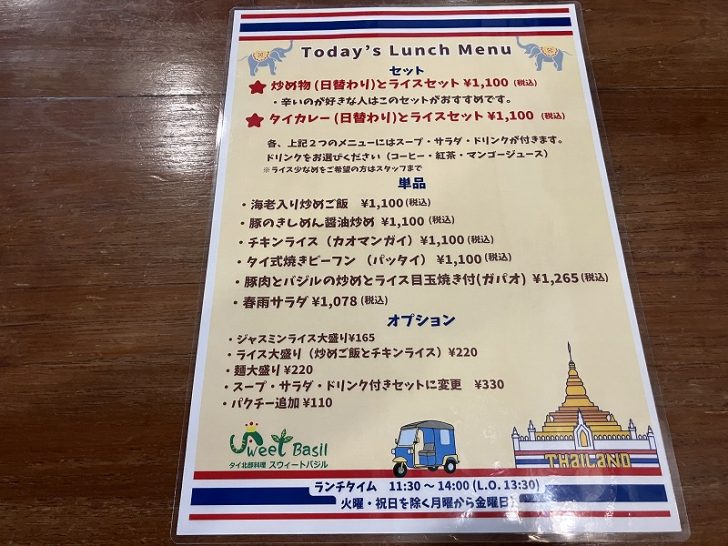 Today's Lunch Menu
セット
★ 炒め物 (日替わり)とライスセット ¥1,100 (税込)
・辛いのが好きな人はこのセットがおすすめです。
★ タイカレー (日替わり)とライスセット ¥1,100 (税込)
各、上記2つのメニューにはスープ・サラダ・ドリンクが付きます。
ドリンクをお選びください（コーヒー・紅茶・マンゴージュース）
※ライス少なめをご希望の方はスタッフまで
単品
・海老入り炒めご飯 ¥1,100 (税込)
・豚のきしめん醤油炒め ¥1,100 (税込)
・チキンライス（カオマンガイ）¥1,100 (税込)
・タイ式焼きビーフン （パッタイ）¥1,100 (税込)
・豚肉とバジルの炒めとライス目玉焼き付(ガパオ) ¥1,265 (税込)
・春雨サラダ ¥1,078 (税込)
オプション
・ジャスミンライス大盛り¥165
・ライス大盛り（炒めご飯とチキンライス）¥220
・麺大盛り ¥220
・スープ・サラダ・ドリンク付きセットに変更 ¥330
・パクチー追加 ¥110
Sweet Basil
タイ北部料理 スウィートバジル
THAILAND
ランチタイム 11:30 〜 14:00 (L.O. 13:30)
火曜・祝日を除く月曜から金曜日